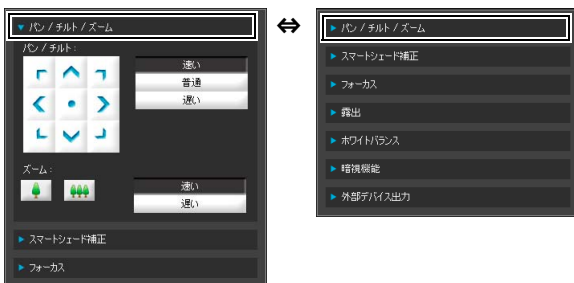 パン / チルト / ズーム
パン / チルト :
速い
普通
遅い
ズーム :
速い
遅い
スマートシェード補正
フォーカス
パン / チルト / ズーム
スマートシェード補正
フォーカス
露出
ホワイトバランス
暗視機能
外部デバイス出力